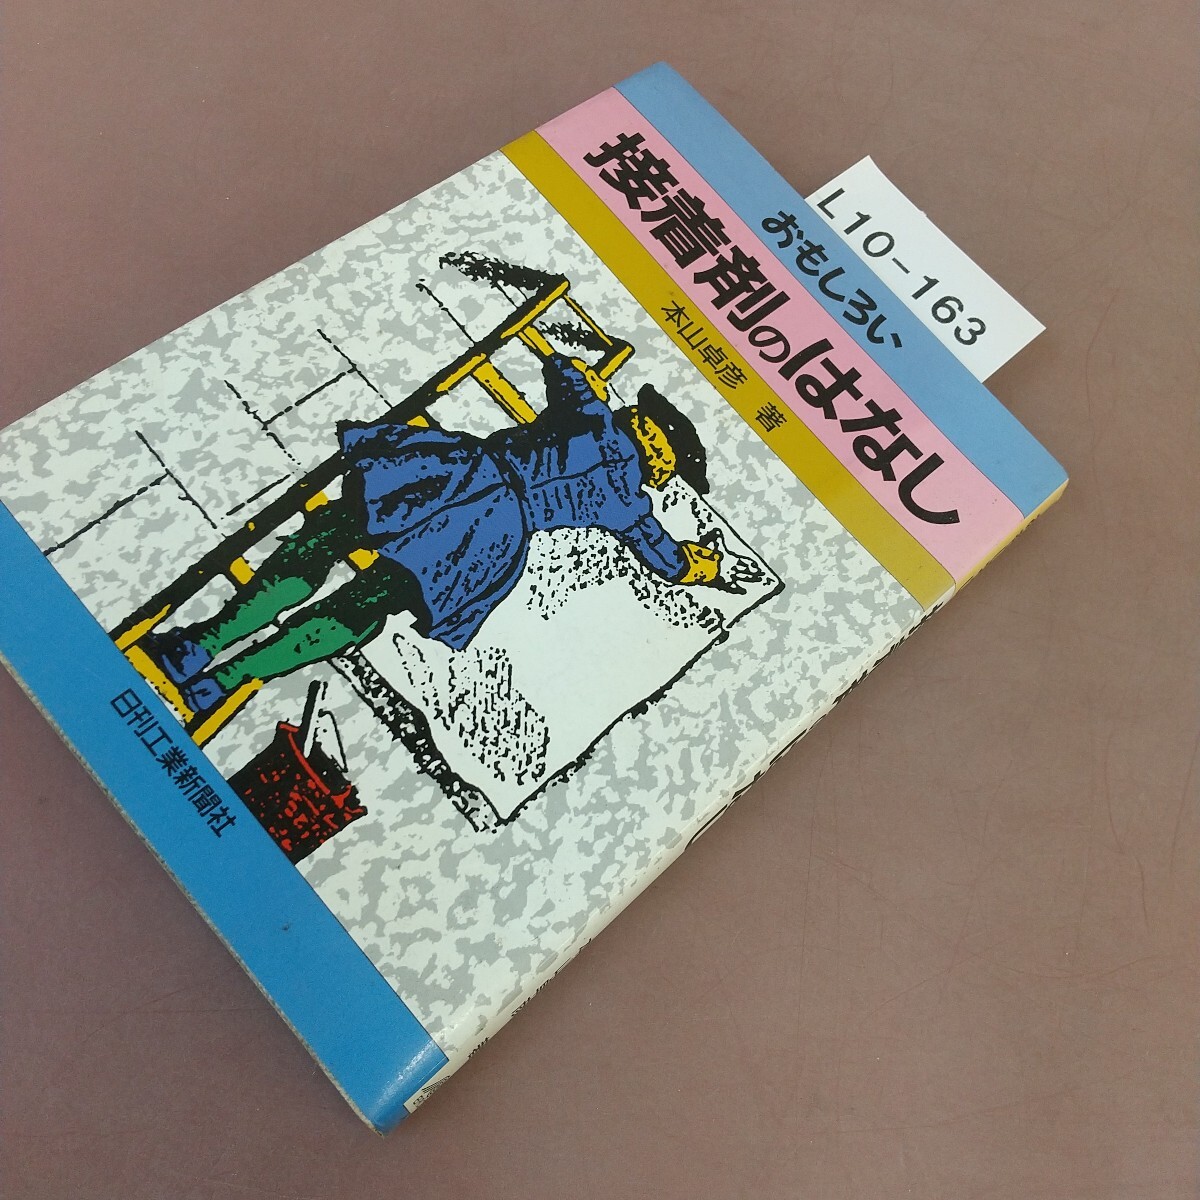 おもしろい
接着剤のはなし
本山卓彦 著
日刊工業新聞社
L10-163